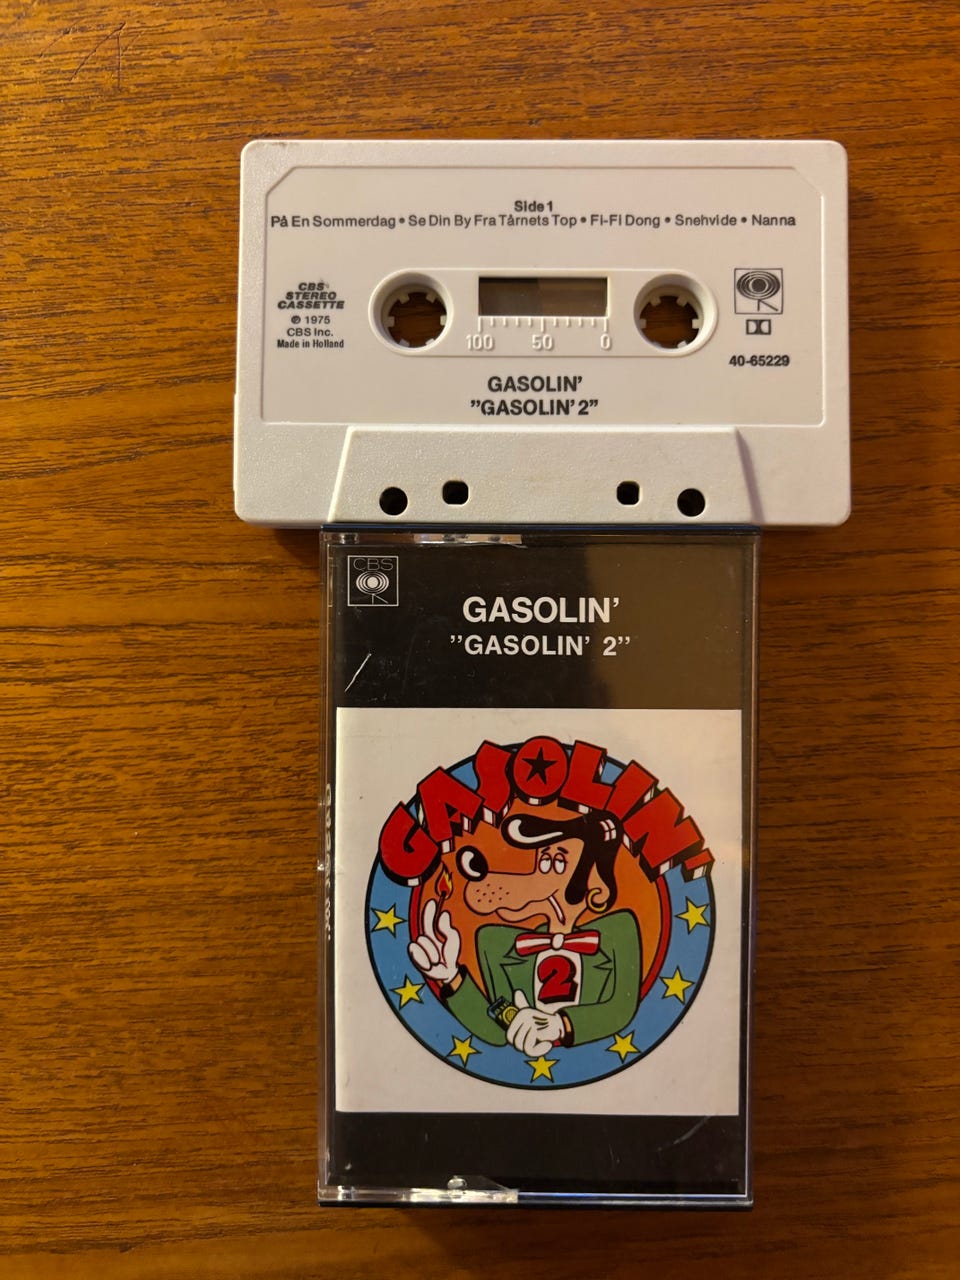 Side 1
På En Sommerdag • Se Din By Fra Tårnets Top • Fi-Fi Dong • Snehvide • Nanna
CBS
STEREO
CASSETTE
℗ 1975
CBS Inc.
Made in Holland
100 50 0
40-65229
GASOLIN’
”GASOLIN’ 2”
CBS
GASOLIN’
”GASOLIN’ 2”
GASOLIN’
2